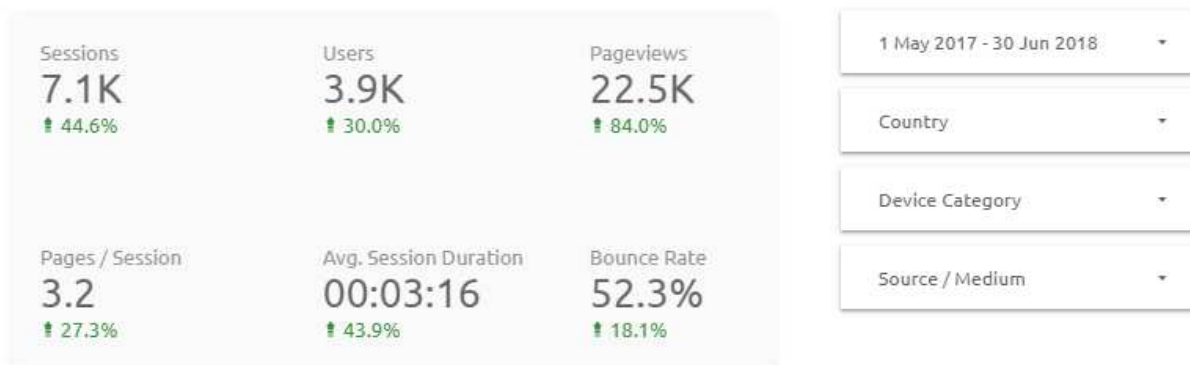 Sessions
7.1K
44.6%
Users
3.9K
30.0%
Pageviews
22.5K
84.0%
Pages / Session
3.2
27.3%
Avg. Session Duration
00:03:16
43.9%
Bounce Rate
52.3%
18.1%
1 May 2017 - 30 Jun 2018
Country
Device Category
Source / Medium